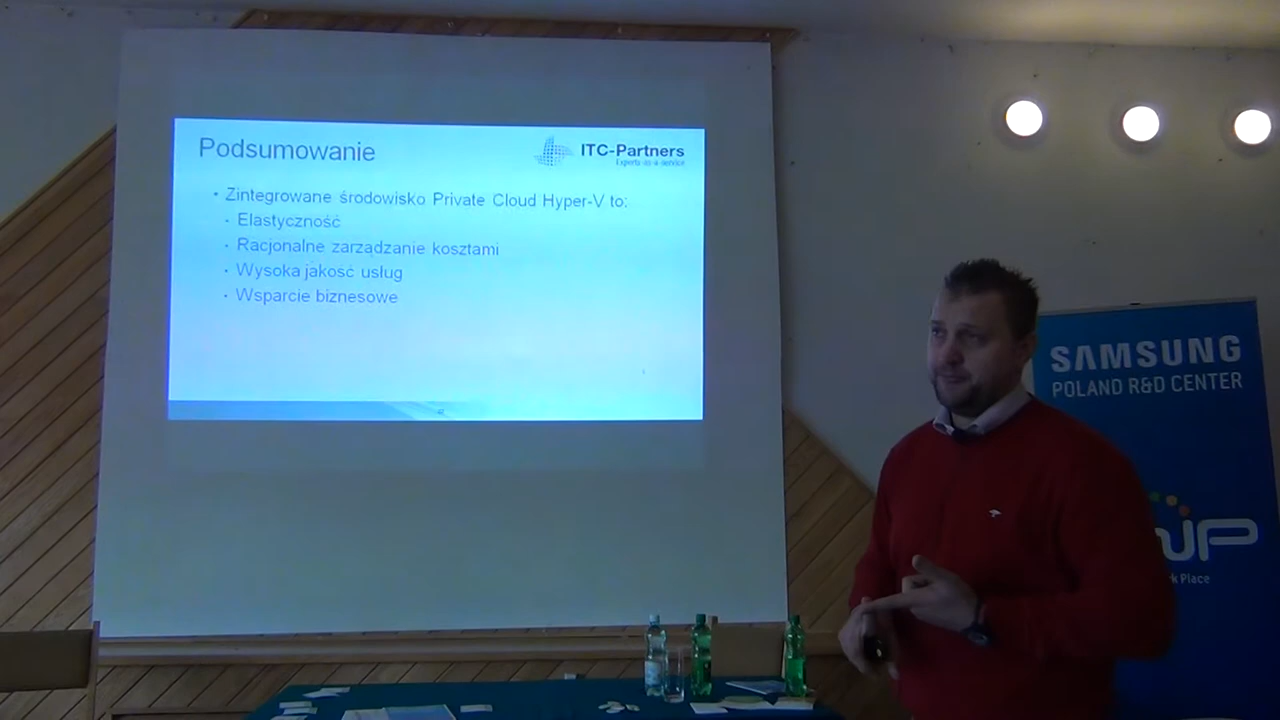 Podsumowanie
ITC-Partners
Experts-as-a-service
• Zintegrowane środowisko Private Cloud Hyper-V to:
- Elastyczność
- Racjonalne zarządzanie kosztami
- Wysoka jakość usług
- Wsparcie biznesowe
SAMSUNG
POLAND R&D CENTER
Place